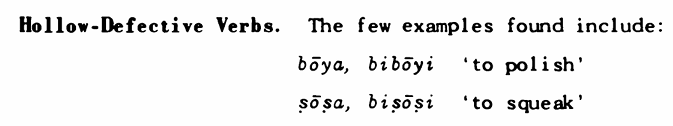 Hollow-Defective Verbs. The few examples found include:
bōya, bibōyi 'to polish'
ṣōṣa, biṣōṣi 'to squeak'